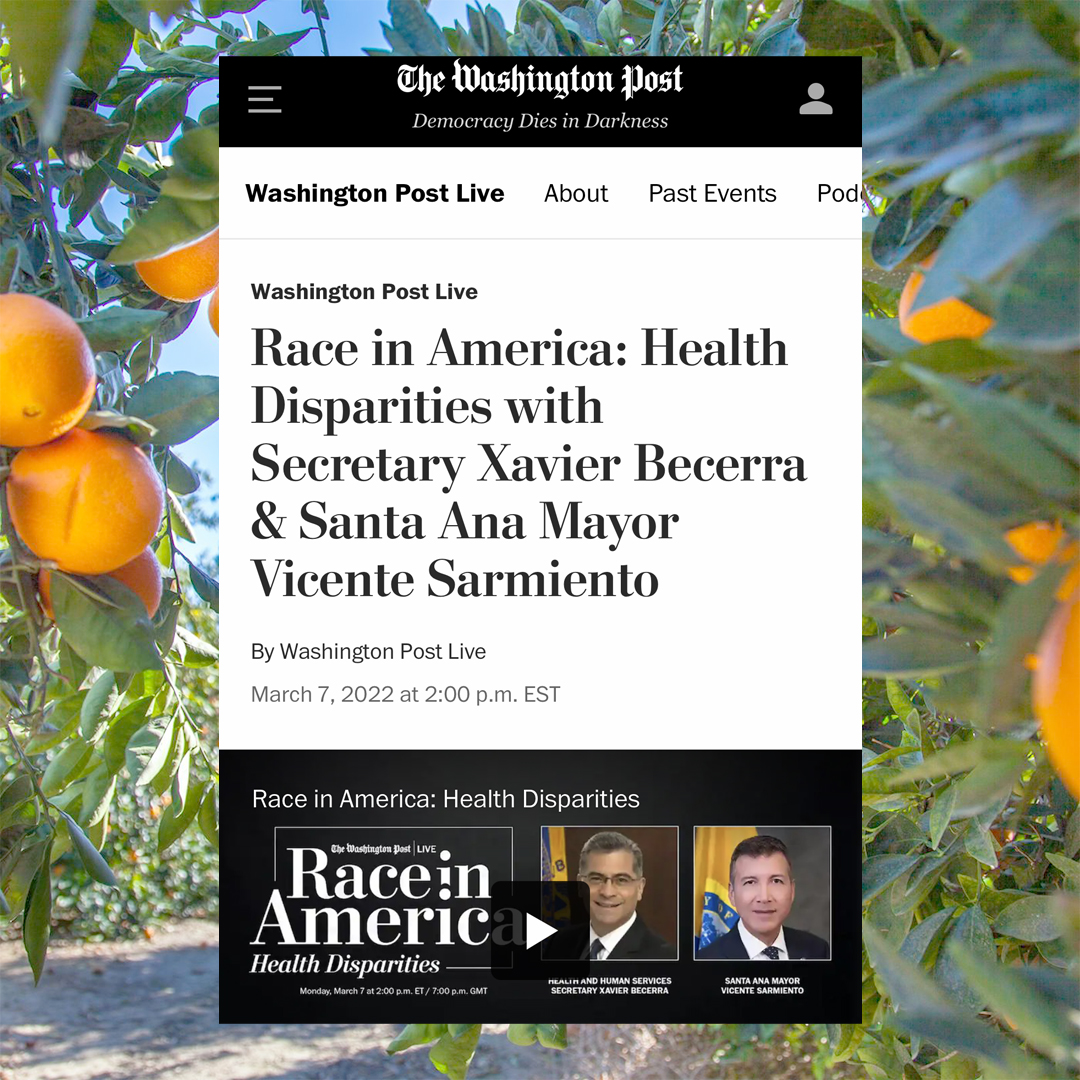 The Washington Post
Democracy Dies in Darkness
Washington Post Live About Past Events
Washington Post Live
Race in America: Health
Disparities with
Secretary Xavier Becerra
& Santa Ana Mayor
Vicente Sarmiento
By Washington Post Live
March 7, 2022 at 2:00 p.m. EST
Race in America: Health Disparities
The Washington Post LIVE
Race in
America
Health Disparities
Monday, March 7 at 2:00 p.m. ET / 7:00 p.m. GMT
HEALTH AND HUMAN SERVICES
SECRETARY XAVIER BECERRA
SANTA ANA MAYOR
VICENTE SARMIENTO